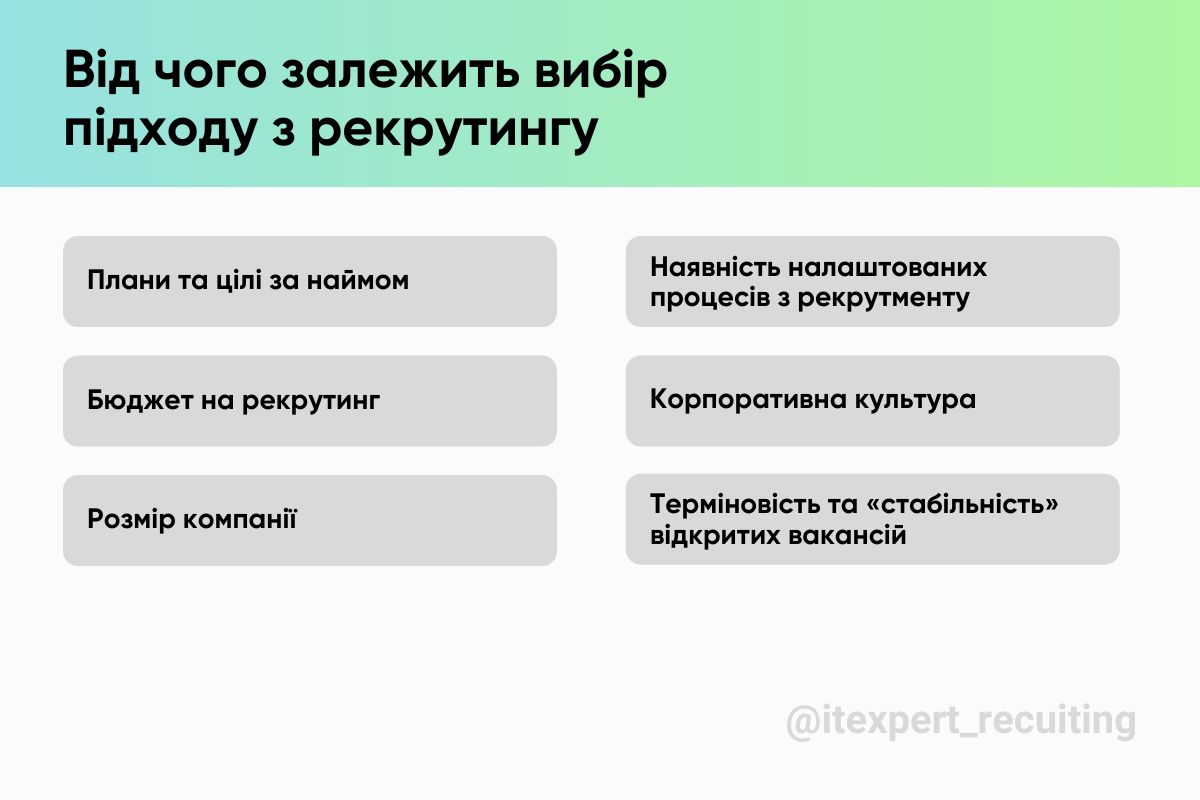 Від чого залежить вибір
підходу з рекрутингу
Плани та цілі за наймом
Наявність налаштованих
процесів з рекрутменту
Бюджет на рекрутинг
Корпоративна культура
Розмір компанії
Терміновість та «стабільність»
відкритих вакансій
@itexpert_recuiting